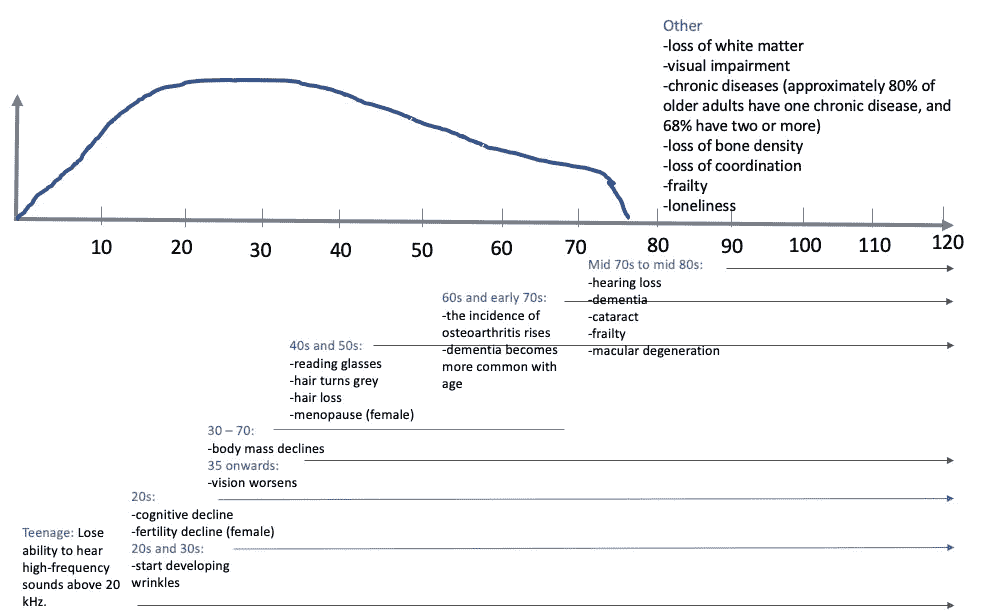 Other
-loss of white matter
-visual impairment
-chronic diseases (approximately 80% of
older adults have one chronic disease, and
68% have two or more)
-loss of bone density
-loss of coordination
-frailty
-loneliness
10 20 30 40 50 60 70 80 90 100 110 120
Mid 70s to mid 80s:
-hearing loss
-dementia
-cataract
-frailty
-macular degeneration
60s and early 70s:
-the incidence of
osteoarthritis rises
-dementia becomes
more common with
age
40s and 50s:
-reading glasses
-hair turns grey
-hair loss
-menopause (female)
30 – 70:
-body mass declines
35 onwards:
-vision worsens
20s:
-cognitive decline
-fertility decline (female)
20s and 30s:
-start developing
wrinkles
Teenage: Lose
ability to hear
high-frequency
sounds above 20
kHz.